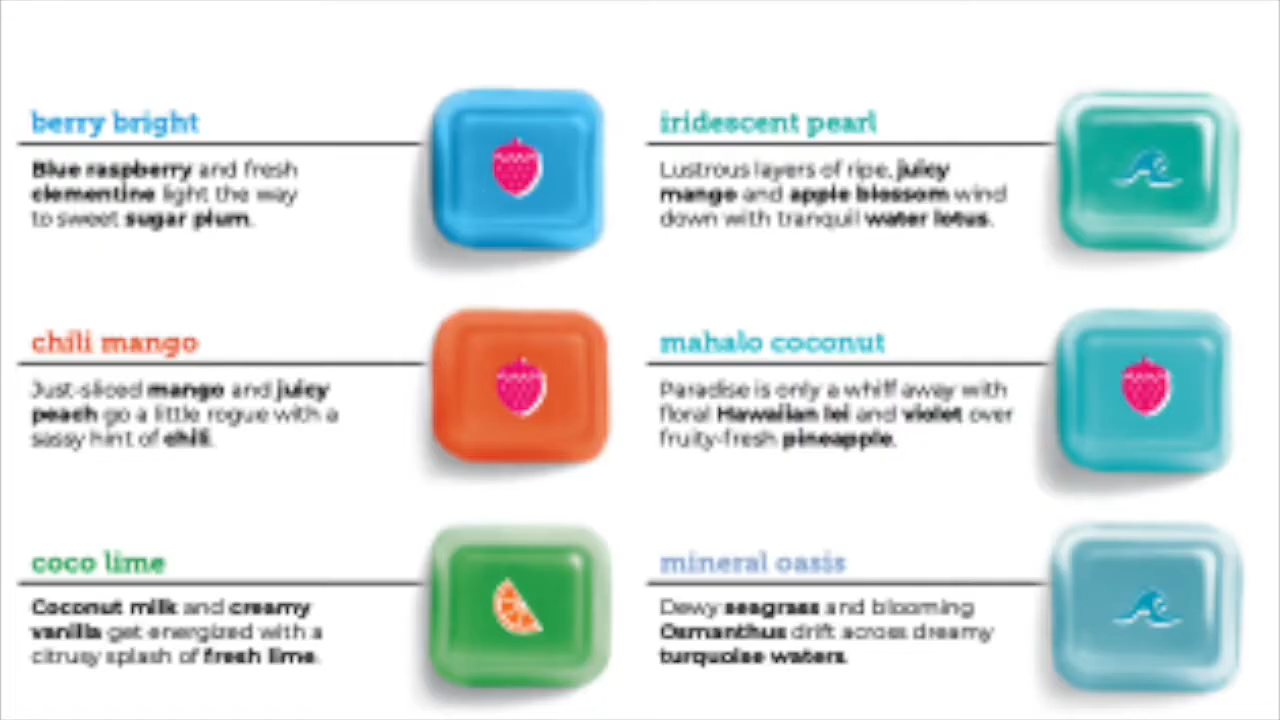 berry bright
Blue raspberry and fresh
clementine light the way
to sweet sugar plum.
iridescent pearl
Lustrous layers of ripe, juicy
mango and apple blossom wind
down with tranquil water lotus.
chili mango
Just-sliced mango and juicy
peach go a little rogue with a
sassy hint of chili.
mahalo coconut
Paradise is only a whiff away with
floral Hawaiian lei and violet over
fruity-fresh pineapple.
coco lime
Coconut milk and creamy
vanilla get energized with a
citrusy splash of fresh lime.
mineral oasis
Dewy seagrass and blooming
Osmanthus drift across dreamy
turquoise waters.